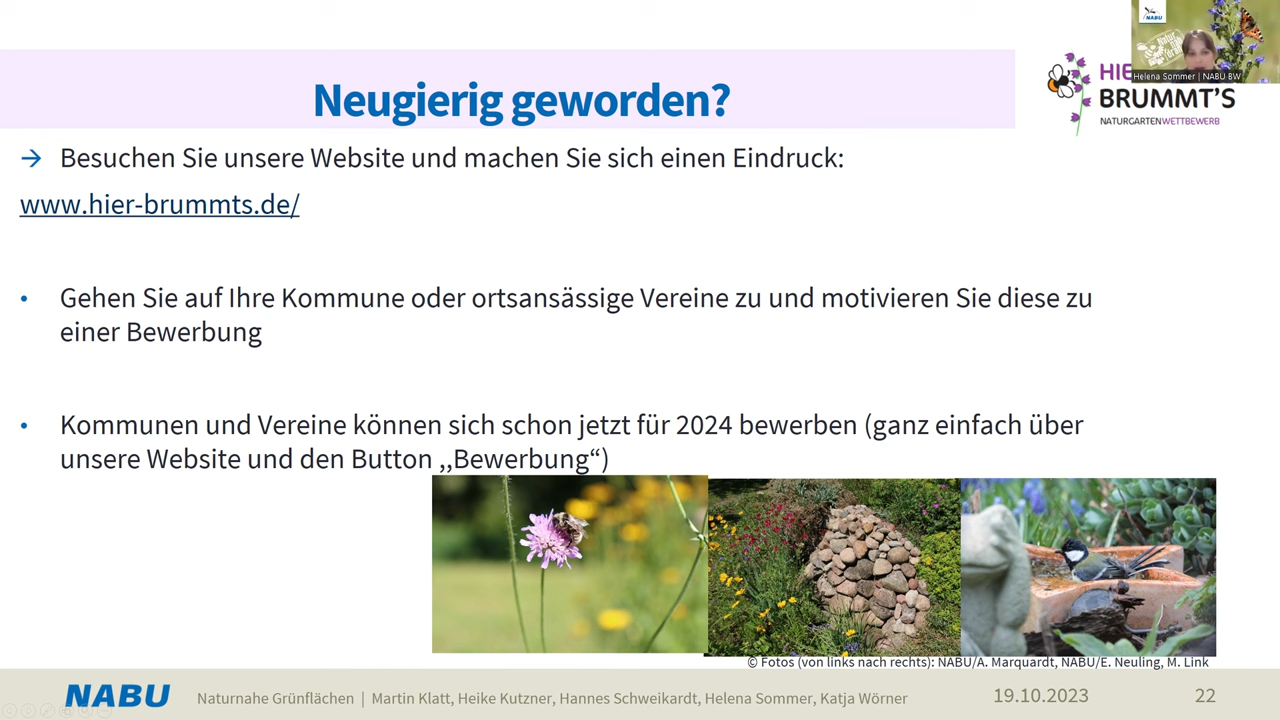 NABU
Helena Sommer | NABU BW
Neugierig geworden?
HIE
BRUMMT'S
NATURGARTENWETTBEWERB
→ Besuchen Sie unsere Website und machen Sie sich einen Eindruck:
www.hier-brummts.de/
• Gehen Sie auf Ihre Kommune oder ortsansässige Vereine zu und motivieren Sie diese zu
einer Bewerbung
• Kommunen und Vereine können sich schon jetzt für 2024 bewerben (ganz einfach über
unsere Website und den Button ,,Bewerbung“)
© Fotos (von links nach rechts): NABU/A. Marquardt, NABU/E. Neuling, M. Link
NABU
Naturnahe Grünflächen | Martin Klatt, Heike Kutzner, Hannes Schweikardt, Helena Sommer, Katja Wörner
19.10.2023
22